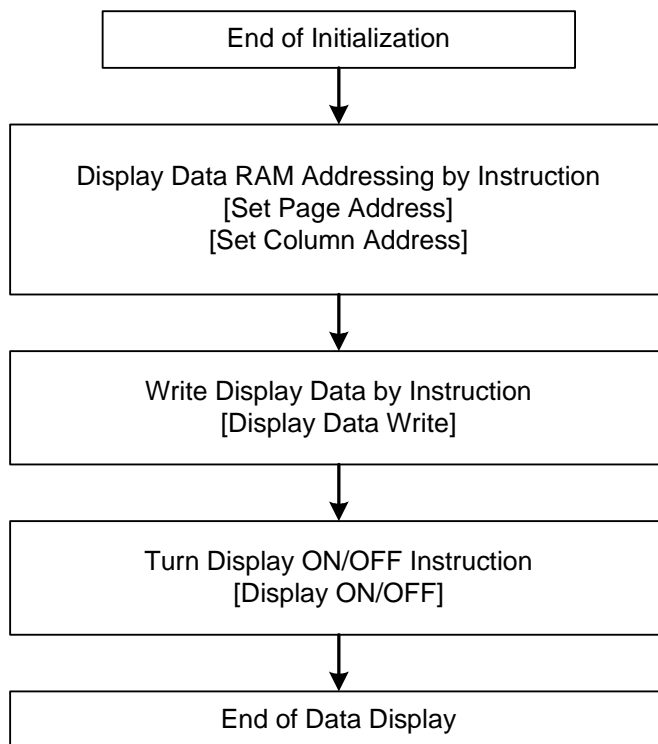 End of Initialization
Display Data RAM Addressing by Instruction
[Set Page Address]
[Set Column Address]
Write Display Data by Instruction
[Display Data Write]
Turn Display ON/OFF Instruction
[Display ON/OFF]
End of Data Display